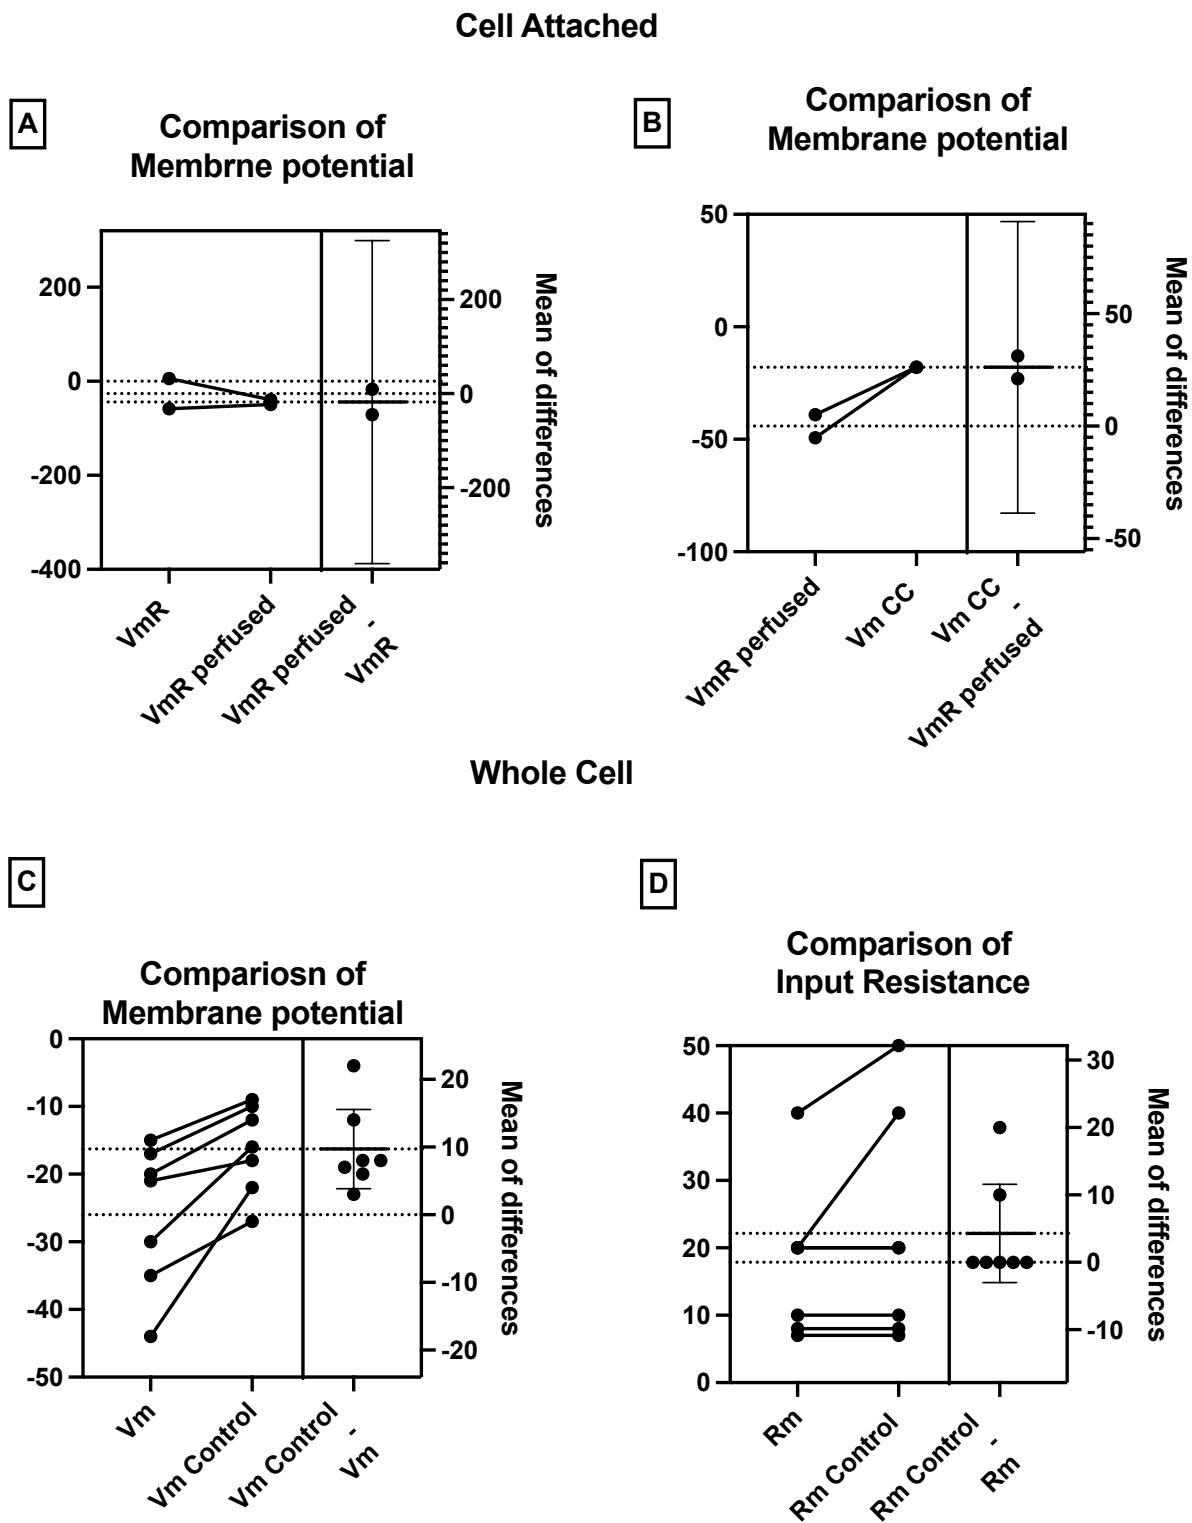 Cell Attached
A
Comparison of
Membrne potential
200
0
-200
-400
200
0
-200
Mean of differences
VmR
VmR perfused
VmR perfused
-
VmR
B
Compariosn of
Membrane potential
50
0
-50
-100
50
0
-50
Mean of differences
VmR perfused
Vm CC
Vm CC
-
VmR perfused
Whole Cell
C
Compariosn of
Membrane potential
0
-10
-20
-30
-40
-50
20
10
0
-10
-20
Mean of differences
Vm
Vm Control
Vm Control
-
Vm
D
Comparison of
Input Resistance
50
40
30
20
10
0
30
20
10
0
-10
Mean of differences
Rm
Rm Control
Rm Control
-
Rm